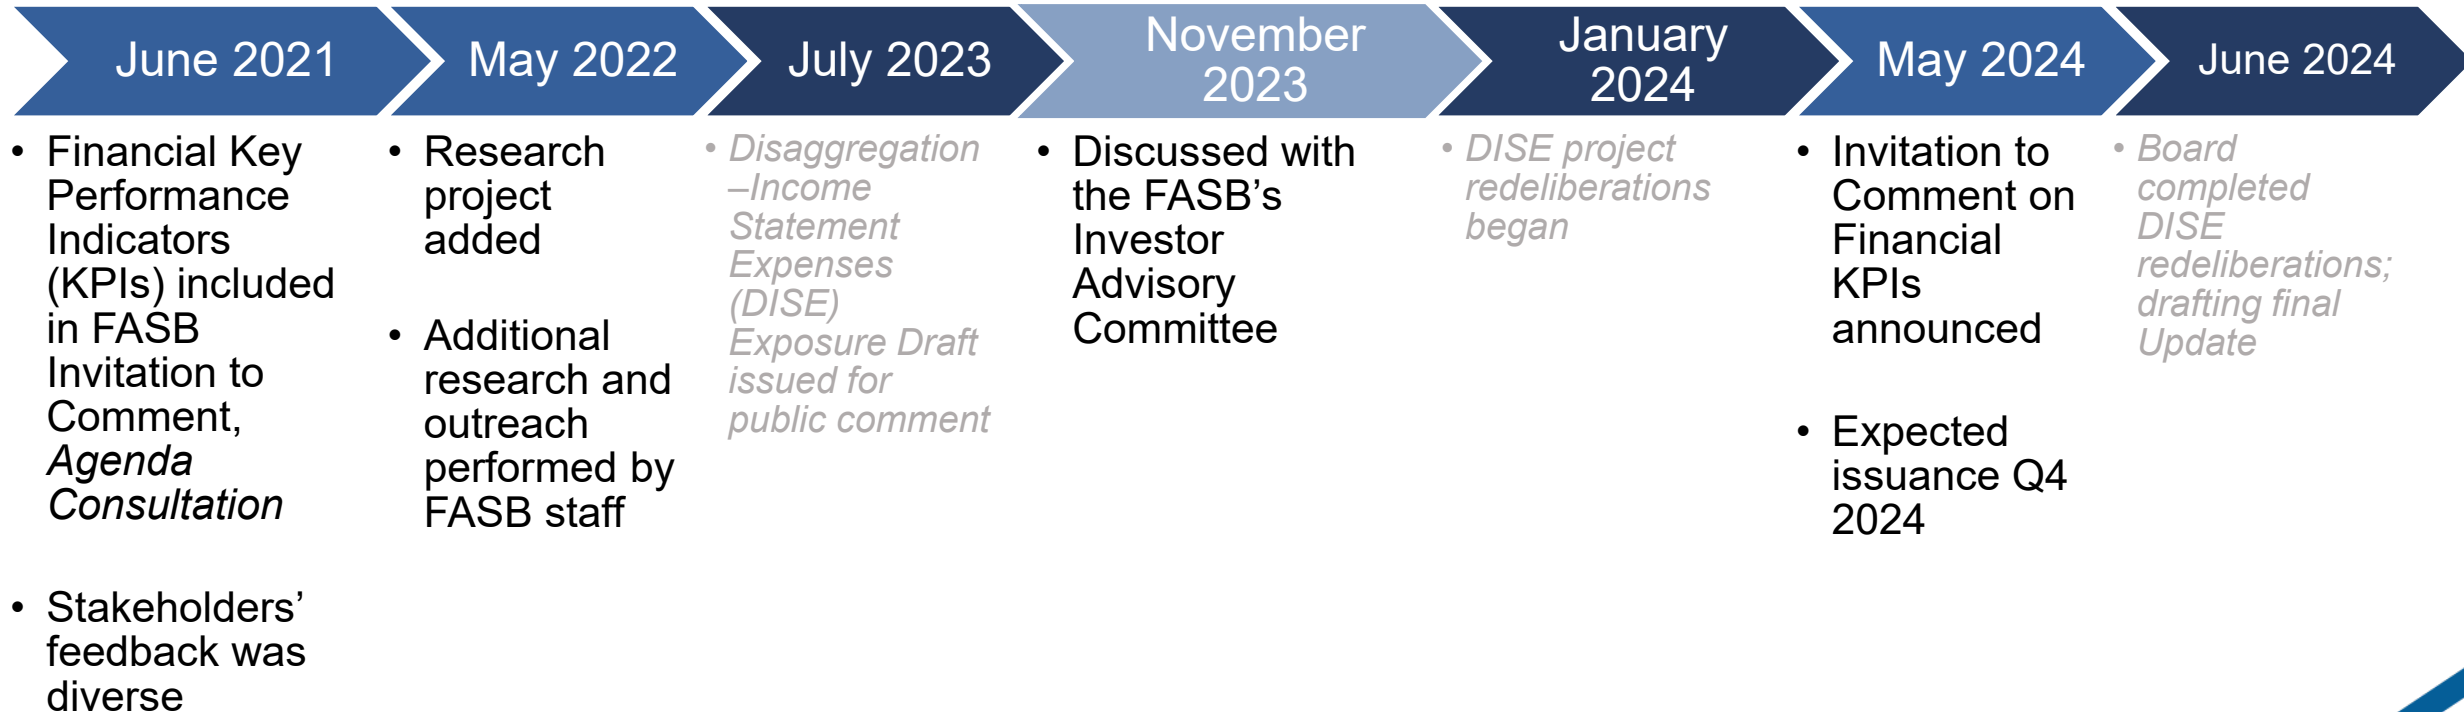 June 2021
• Financial Key
Performance
Indicators
(KPIs) included
in FASB
Invitation to
Comment,
Agenda
Consultation
• Stakeholders’
feedback was
diverse
May 2022
• Research
project
added
• Additional
research and
outreach
performed by
FASB staff
July 2023
• Disaggregation
–Income
Statement
Expenses
(DISE)
Exposure Draft
issued for
public comment
November
2023
• Discussed with
the FASB’s
Investor
Advisory
Committee
January
2024
• DISE project
redeliberations
began
May 2024
• Invitation to
Comment on
Financial
KPIs
announced
• Expected
issuance Q4
2024
June 2024
• Board
completed
DISE
redeliberations;
drafting final
Update